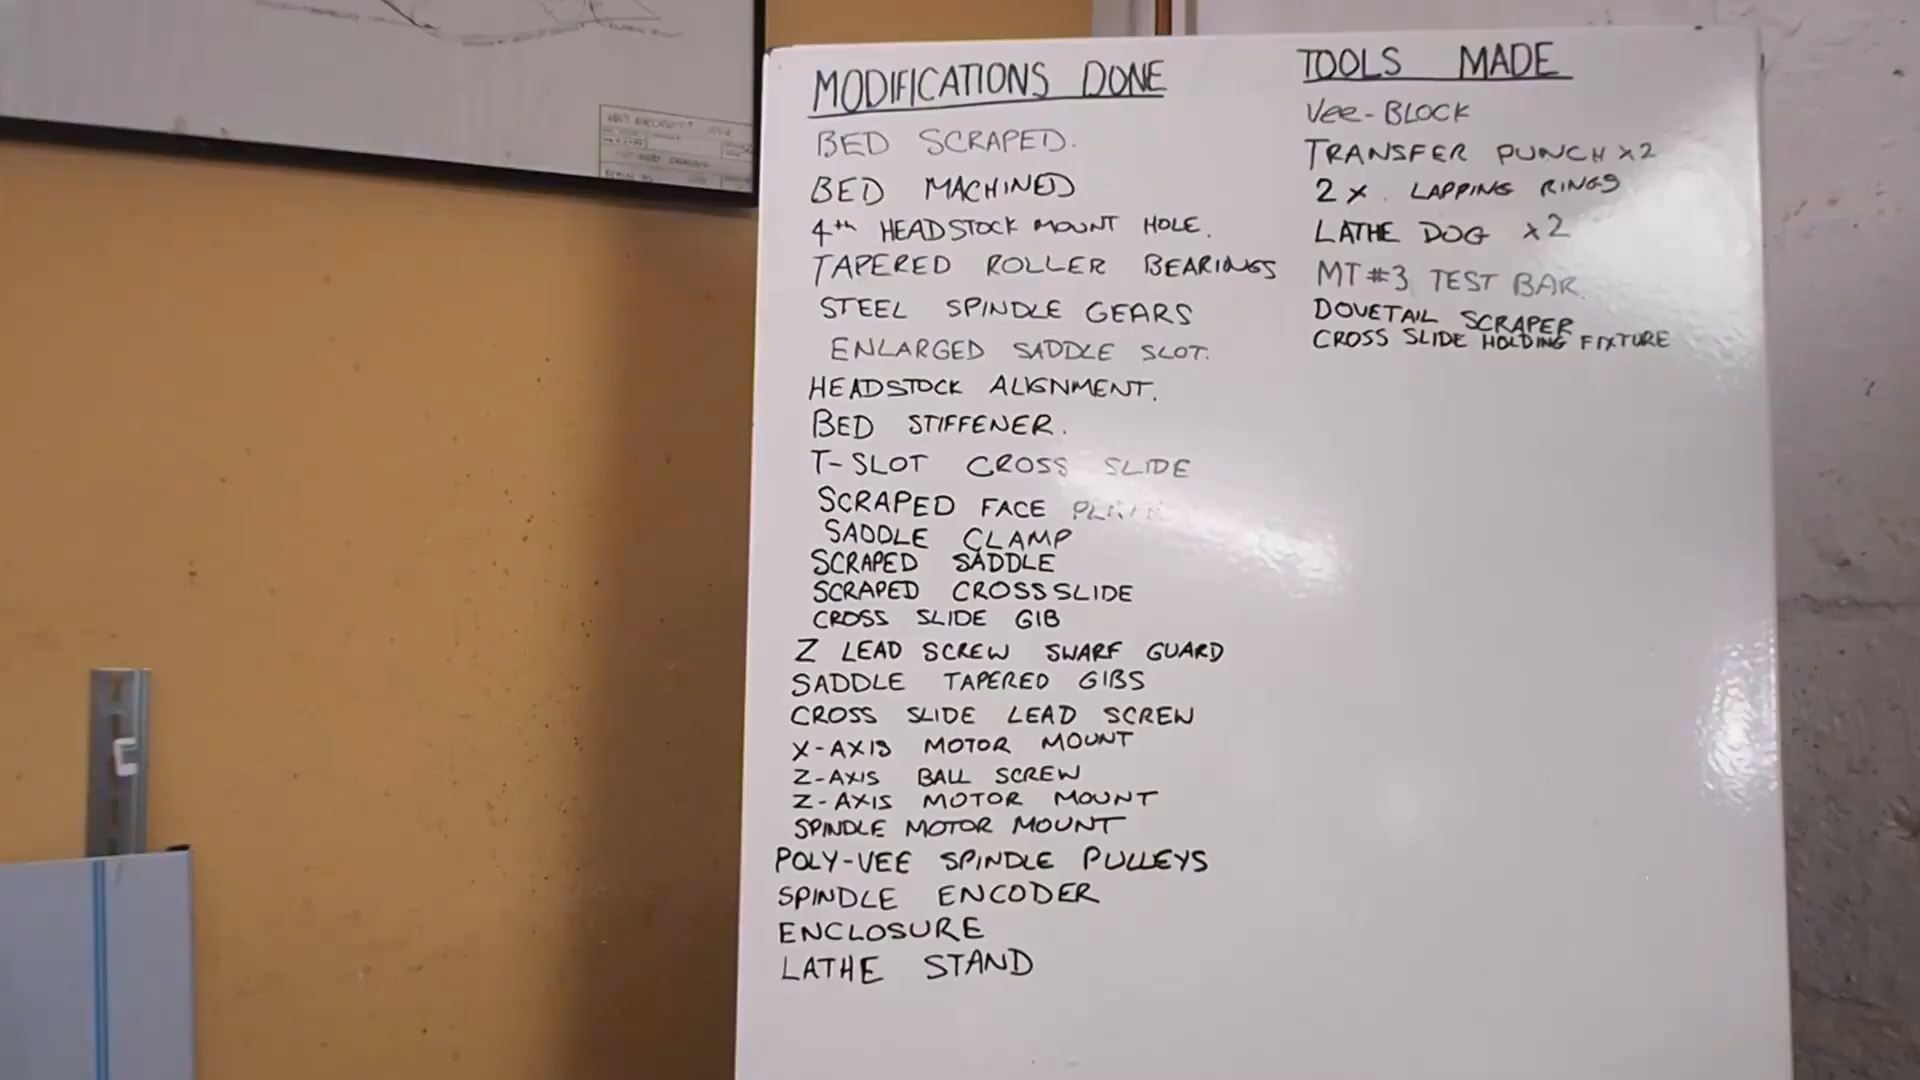 MODIFICATIONS DONE
BED SCRAPED.
BED MACHINED
4th HEADSTOCK MOUNT HOLE.
TAPERED ROLLER BEARINGS
STEEL SPINDLE GEARS
ENLARGED SADDLE SLOT.
HEADSTOCK ALIGNMENT.
BED STIFFENER.
T-SLOT CROSS SLIDE
SCRAPED FACE
SADDLE CLAMP
SCRAPED SADDLE
SCRAPED CROSSSLIDE
CROSS SLIDE GIB
Z LEAD SCREW SWARF GUARD
SADDLE TAPERED GIBS
CROSS SLIDE LEAD SCREW
X-AXIS MOTOR MOUNT
Z-AXIS BALL SCREW
Z-AXIS MOTOR MOUNT
SPINDLE MOTOR MOUNT
POLY-VEE SPINDLE PULLEYS
SPINDLE ENCODER
ENCLOSURE
LATHE STAND
TOOLS MADE
Vee-BLOCK
TRANSFER PUNCH x2
2 x. LAPPING RINGS
LATHE DOG x2
MT #3 TEST BAR.
DOVETAIL SCRAPER
CROSS SLIDE HOLDING FIXTURE